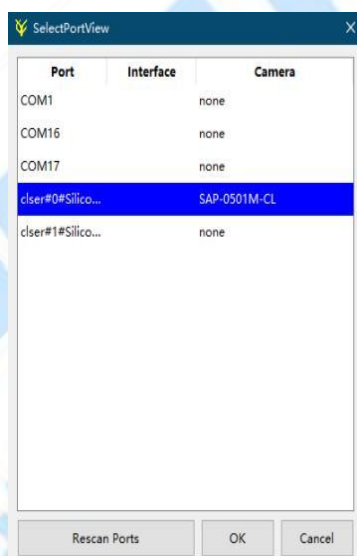 SelectPortView X
Port Interface Camera
COM1 none
COM16 none
COM17 none
clser#0#Silico... SAP-0501M-CL
clser#1#Silico... none
Rescan Ports OK Cancel